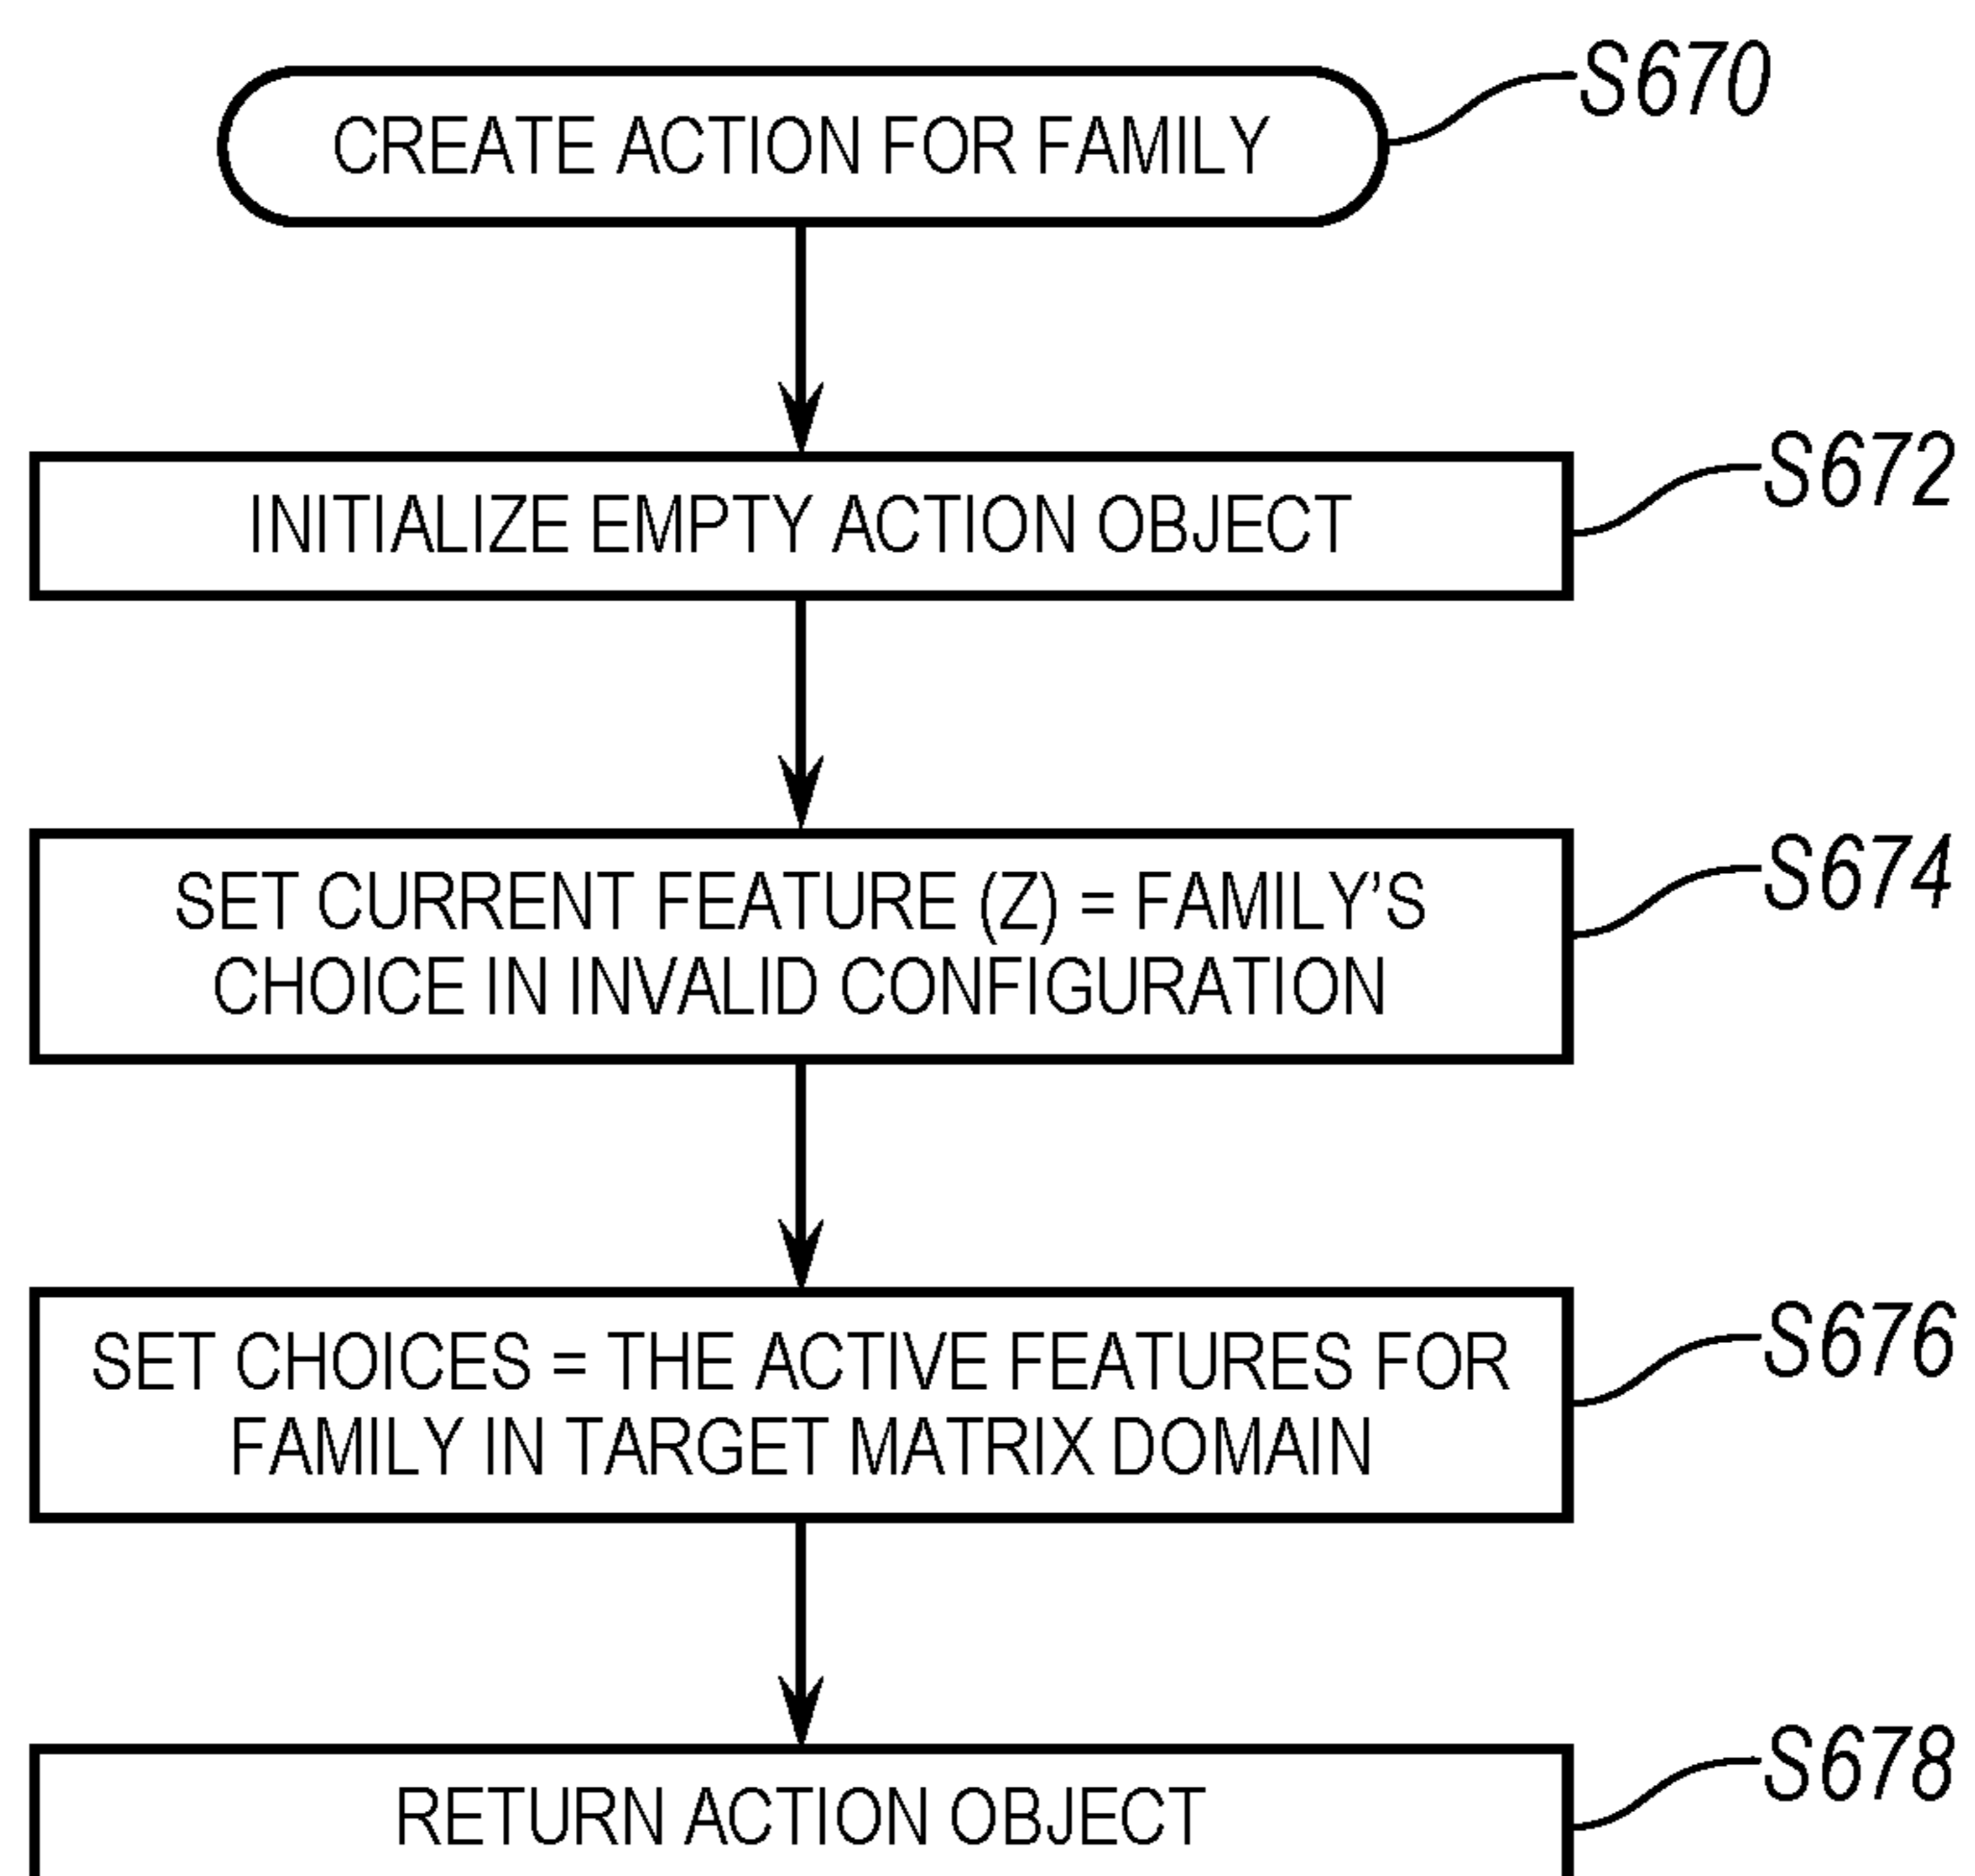 CREATE ACTION FOR FAMILY
S670
INITIALIZE EMPTY ACTION OBJECT
S672
SET CURRENT FEATURE (Z) = FAMILY’S
CHOICE IN INVALID CONFIGURATION
S674
SET CHOICES = THE ACTIVE FEATURES FOR
FAMILY IN TARGET MATRIX DOMAIN
S676
RETURN ACTION OBJECT
S678